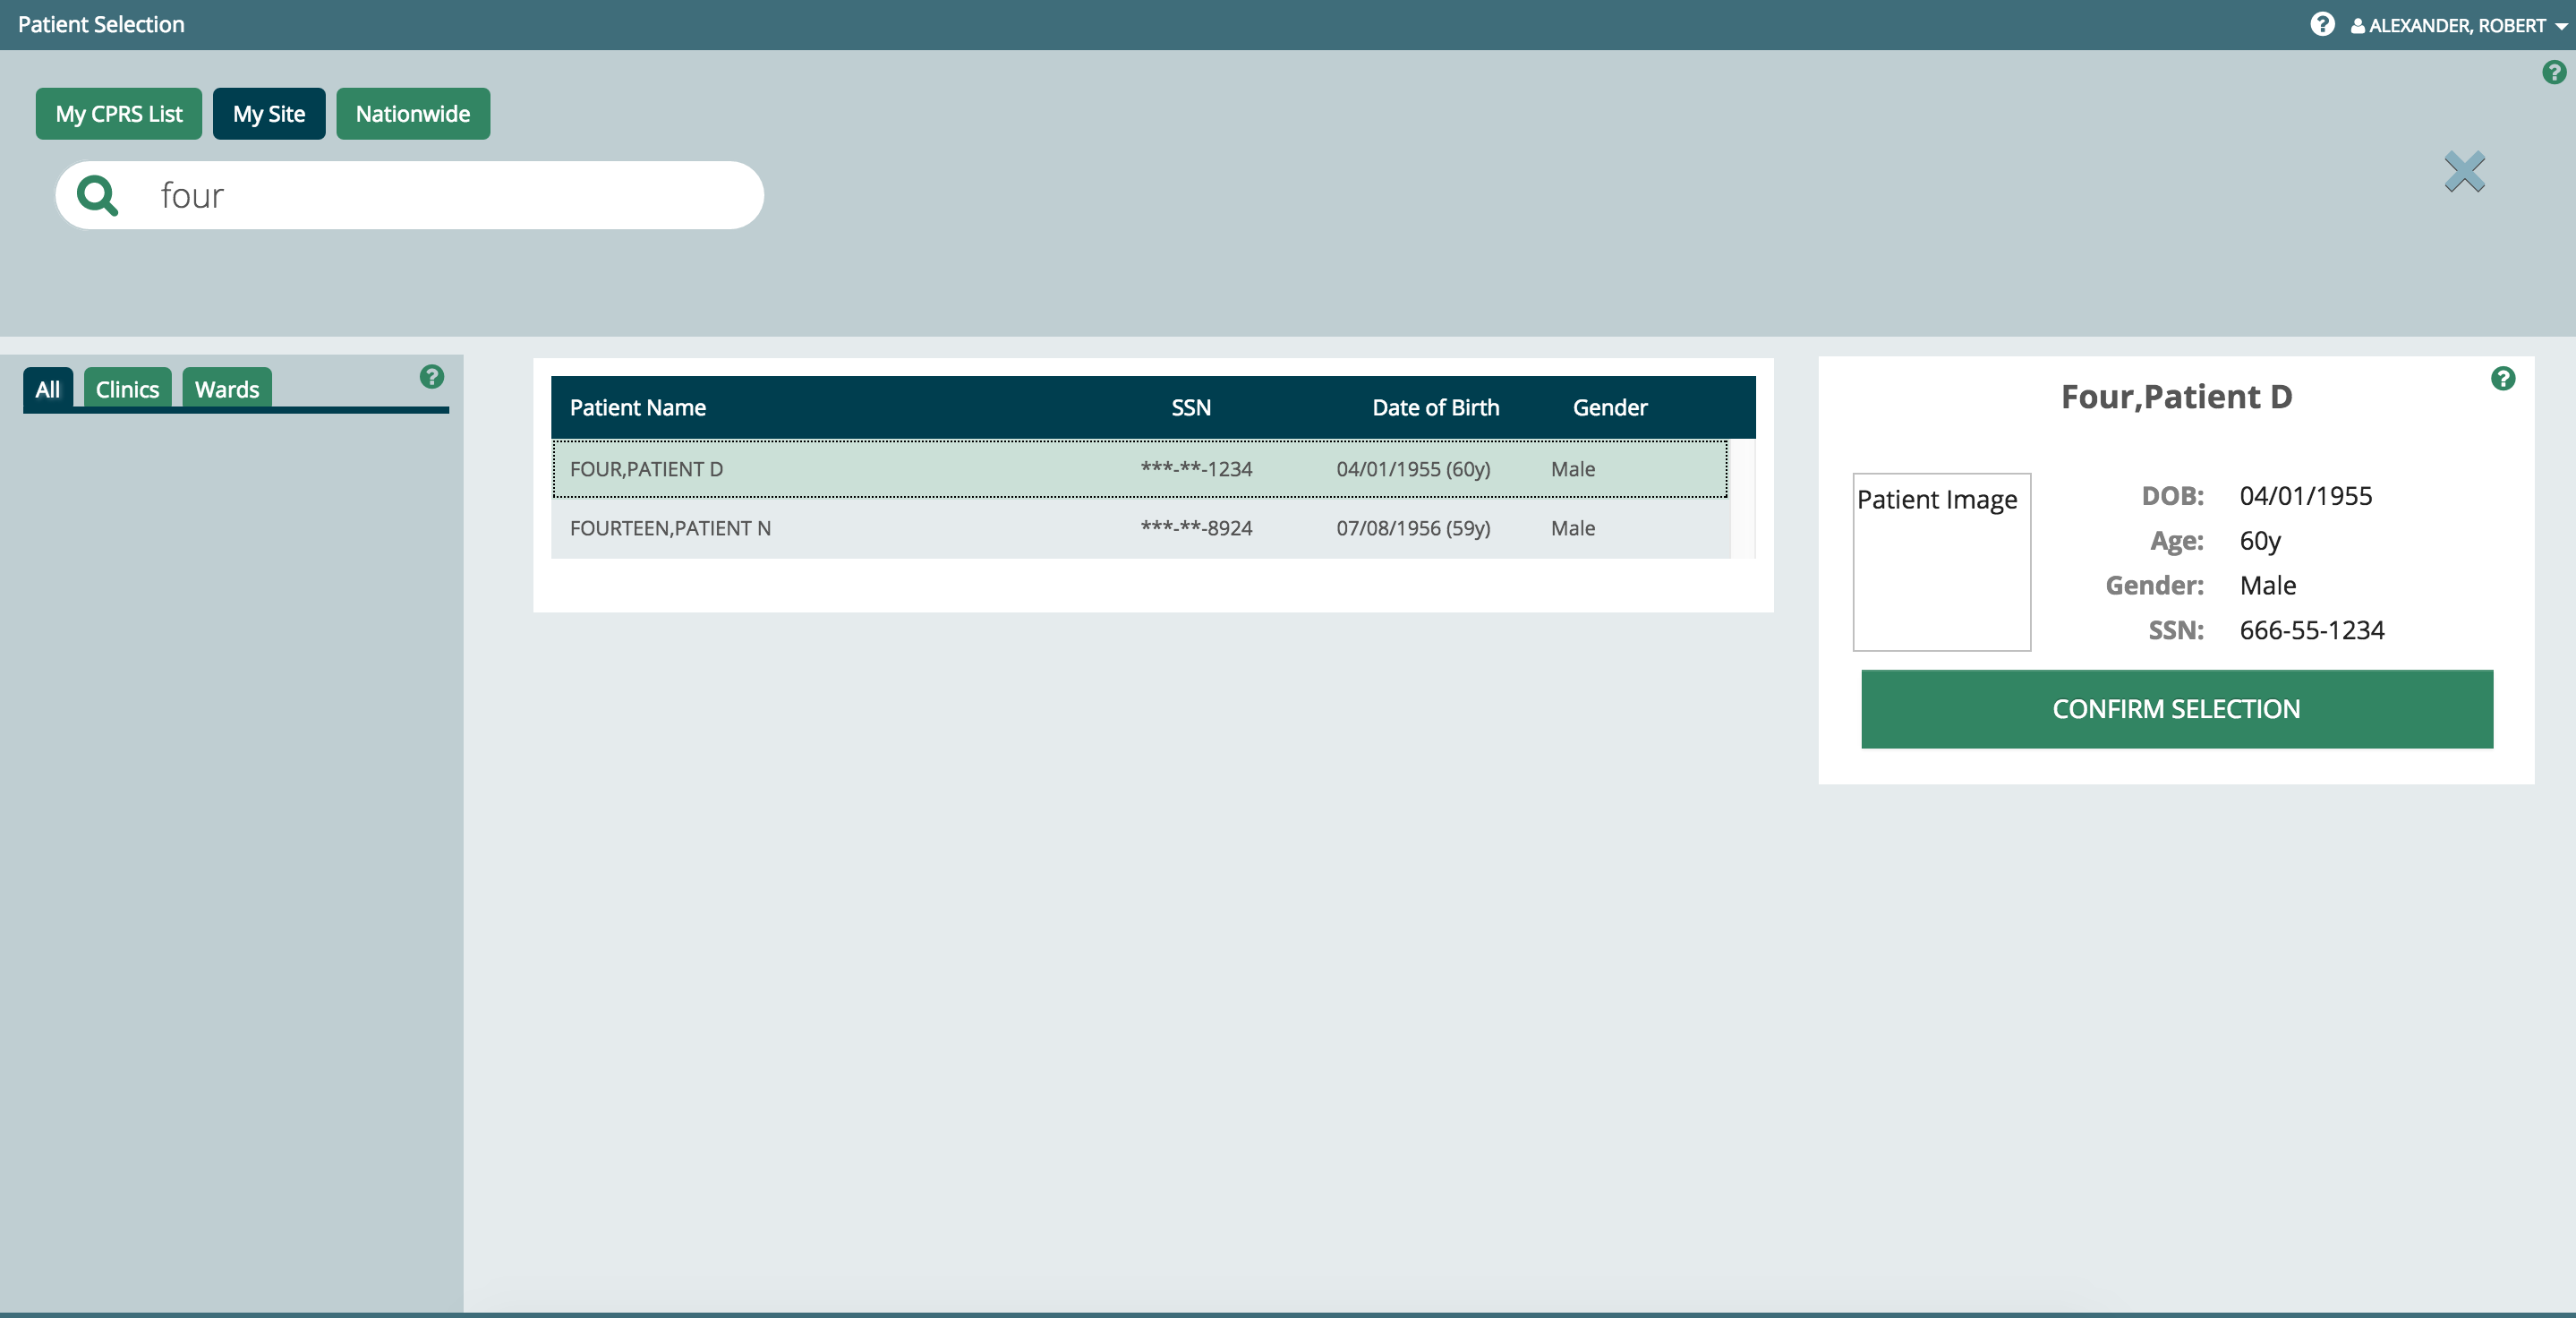 Patient Selection
? ALEXANDER, ROBERT
?
My CPRS List My Site Nationwide
four
All Clinics Wards ?
Patient Name SSN Date of Birth Gender
FOUR,PATIENT D ***-**-1234 04/01/1955 (60y) Male
FOURTEEN,PATIENT N ***-**-8924 07/08/1956 (59y) Male
?
Four,Patient D
Patient Image
DOB: 04/01/1955
Age: 60y
Gender: Male
SSN: 666-55-1234
CONFIRM SELECTION